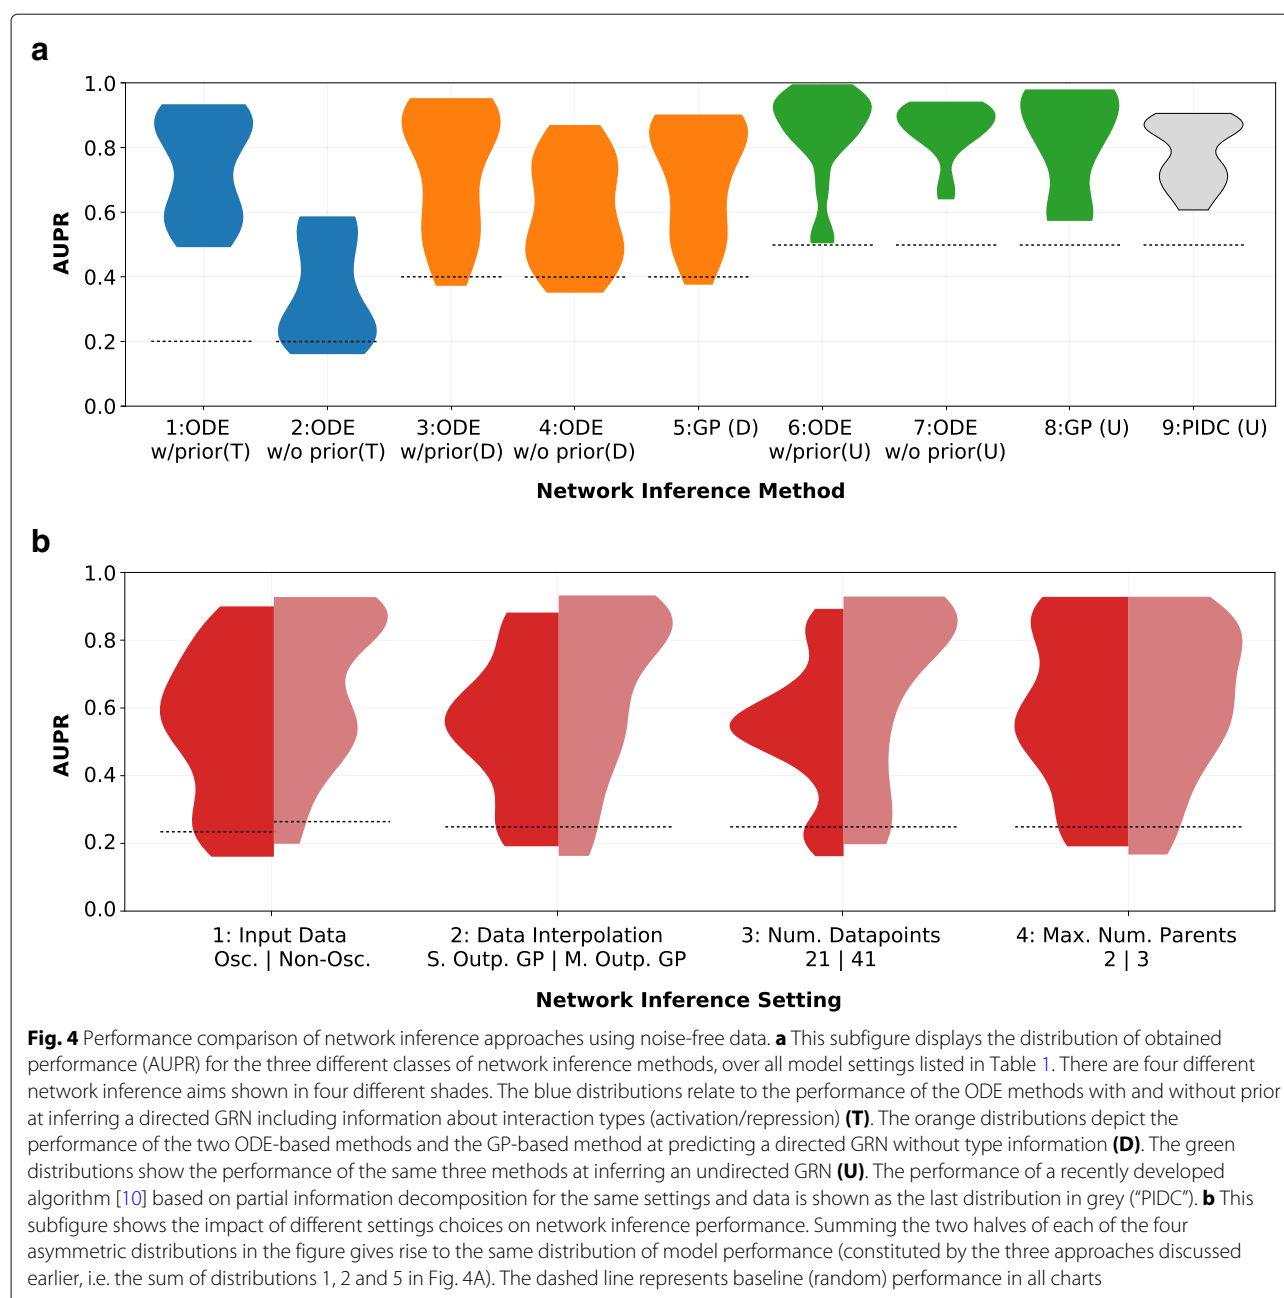 a
1.0
0.8
0.6
0.4
0.2
0.0
AUPR
1:ODE w/prior(T)
2:ODE w/o prior(T)
3:ODE w/prior(D)
4:ODE w/o prior(D)
5:GP (D)
6:ODE w/prior(U)
7:ODE w/o prior(U)
8:GP (U)
9:PIDC (U)
Network Inference Method
b
1.0
0.8
0.6
0.4
0.2
0.0
AUPR
1: Input Data
Osc. | Non-Osc.
2: Data Interpolation
S. Outp. GP | M. Outp. GP
3: Num. Datapoints
21 | 41
4: Max. Num. Parents
2 | 3
Network Inference Setting
Fig. 4 Performance comparison of network inference approaches using noise-free data. a This subfigure displays the distribution of obtained
performance (AUPR) for the three different classes of network inference methods, over all model settings listed in Table 1. There are four different
network inference aims shown in four different shades. The blue distributions relate to the performance of the ODE methods with and without prior
at inferring a directed GRN including information about interaction types (activation/repression) (T). The orange distributions depict the
performance of the two ODE-based methods and the GP-based method at predicting a directed GRN without type information (D). The green
distributions show the performance of the same three methods at inferring an undirected GRN (U). The performance of a recently developed
algorithm [10] based on partial information decomposition for the same settings and data is shown as the last distribution in grey (“PIDC”). b This
subfigure shows the impact of different settings choices on network inference performance. Summing the two halves of each of the four
asymmetric distributions in the figure gives rise to the same distribution of model performance (constituted by the three approaches discussed
earlier, i.e. the sum of distributions 1, 2 and 5 in Fig. 4A). The dashed line represents baseline (random) performance in all charts